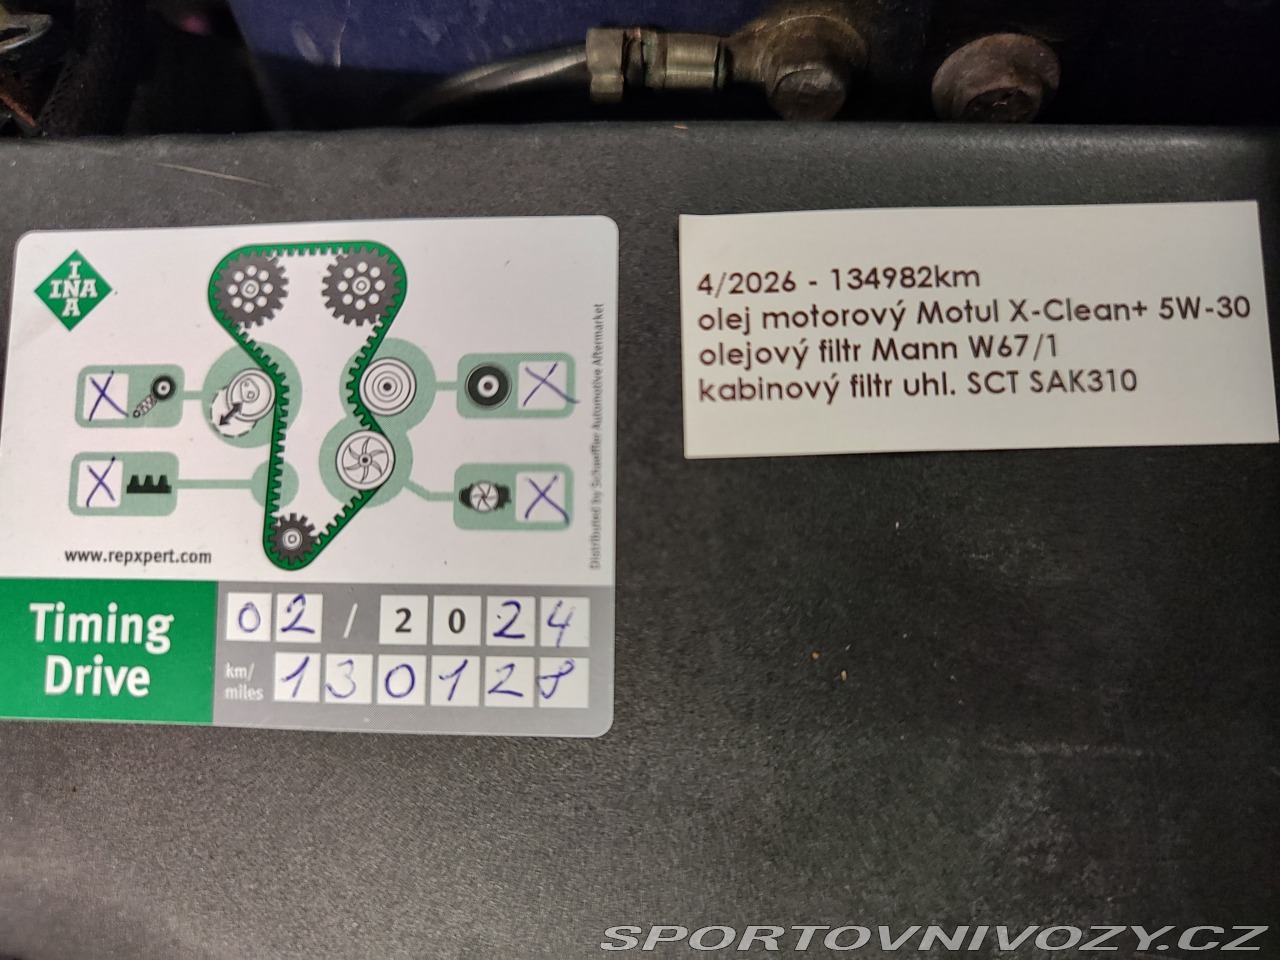 INA
INA
4/2026 - 134982km
olej motorový Motul X-Clean+ 5W-30
olejový filtr Mann W67/1
kabinový filtr uhl. SCT SAK310
X
X
X
X
Distributed by Schaeffler Automotive Aftermarket
www.repxpert.com
Timing
Drive
02 / 2024
km/
miles
130128
SPORTOVNIVOZY.CZ